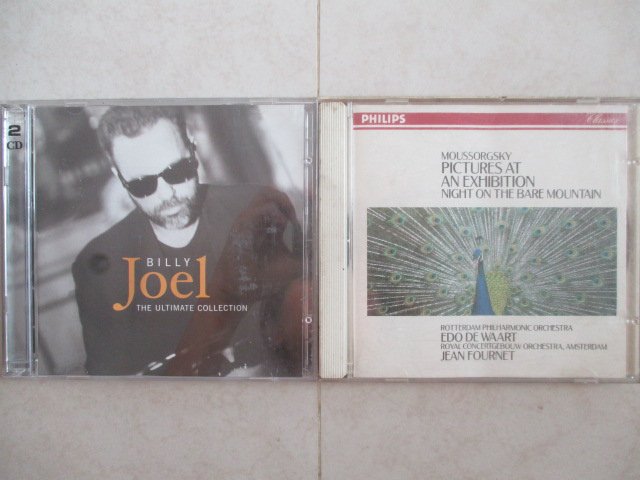 2
CD
BILLY
Joel
THE ULTIMATE COLLECTION
PHILIPS
Classics
MOUSSORGSKY
PICTURES AT
AN EXHIBITION
NIGHT ON THE BARE MOUNTAIN
ROTTERDAM PHILHARMONIC ORCHESTRA
EDO DE WAART
ROYAL CONCERTGEBOUW ORCHESTRA, AMSTERDAM
JEAN FOURNET